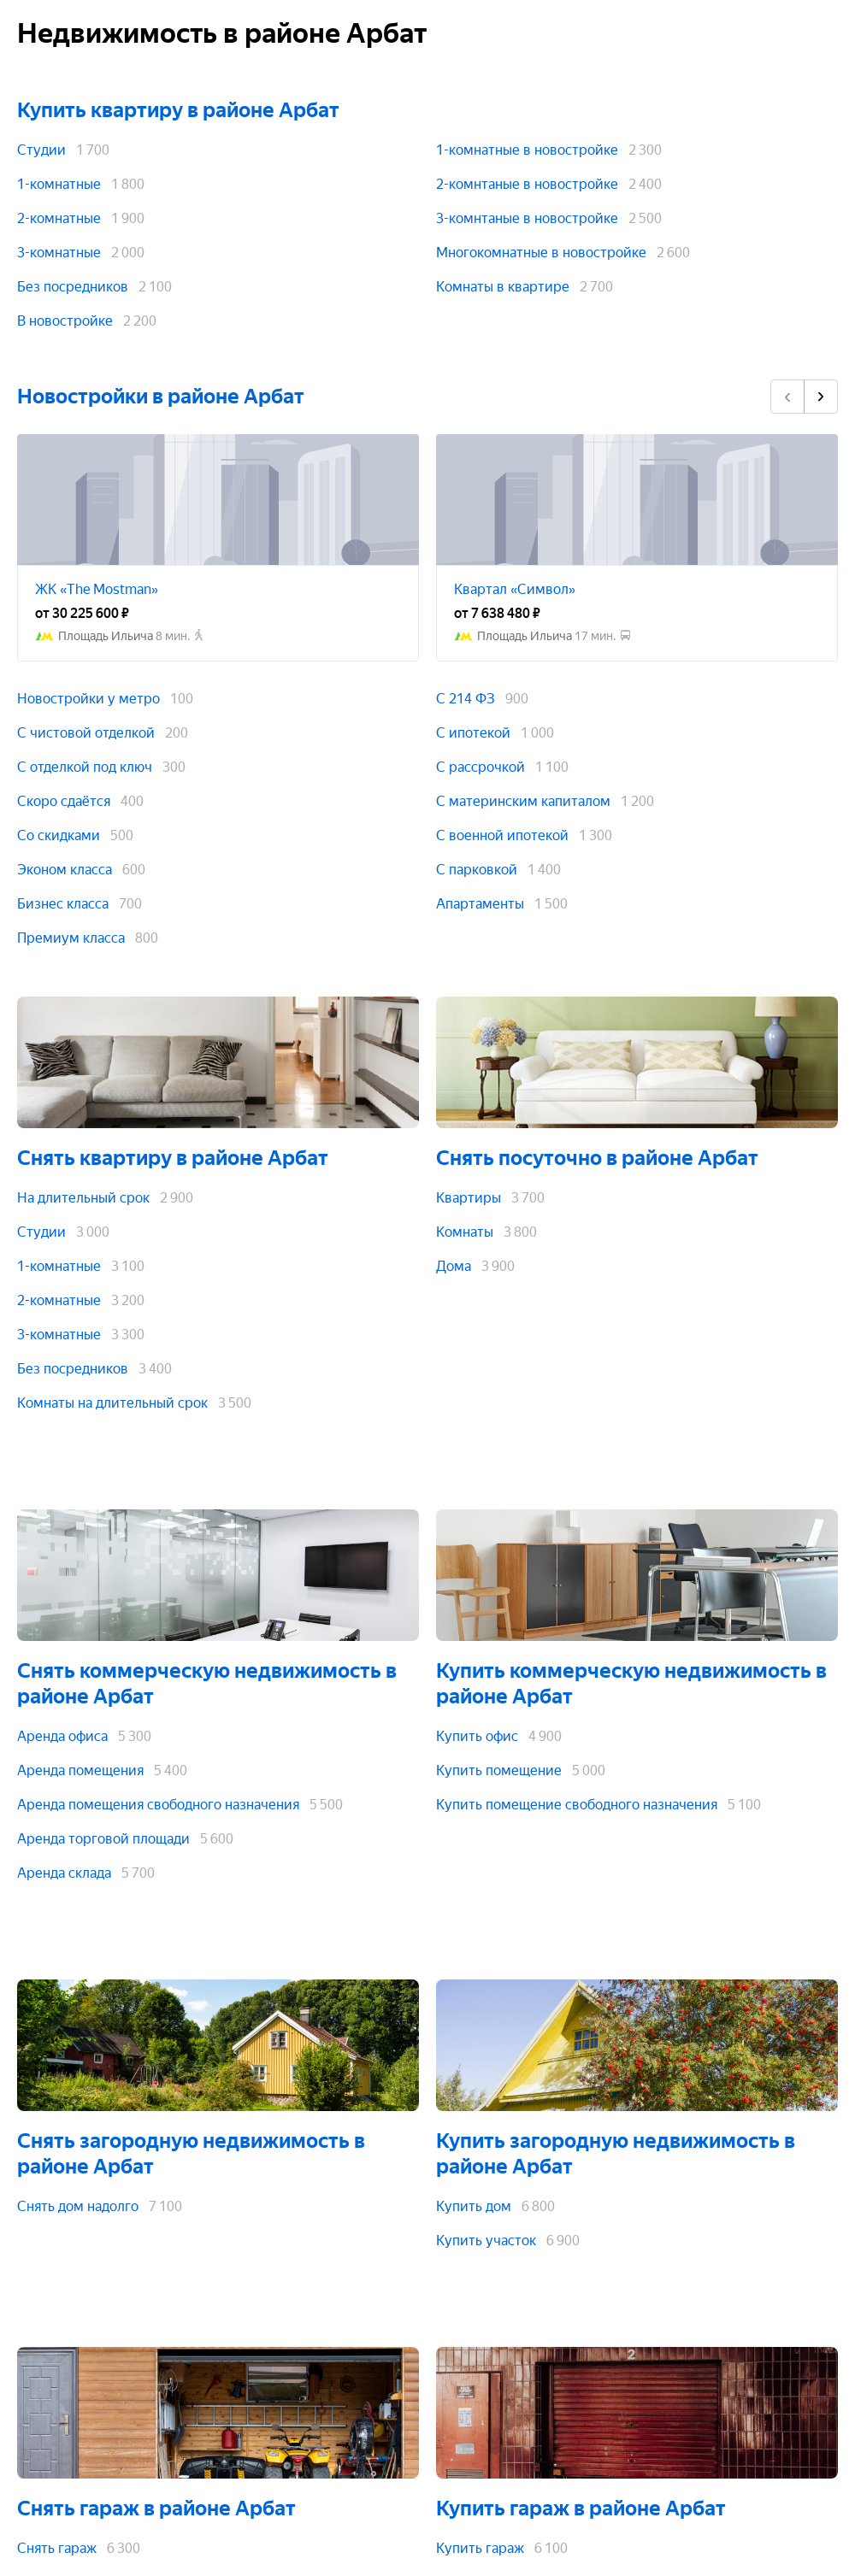 Недвижимость в районе Арбат
Купить квартиру в районе Арбат
Студии 1 700
1-комнатные 1 800
2-комнатные 1 900
3-комнатные 2 000
Без посредников 2 100
В новостройке 2 200
1-комнатные в новостройке 2 300
2-комнтаные в новостройке 2 400
3-комнтаные в новостройке 2 500
Многокомнатные в новостройке 2 600
Комнаты в квартире 2 700
Новостройки в районе Арбат
ЖК «The Mostman»
от 30 225 600 ₽
Площадь Ильича 8 мин.
Квартал «Символ»
от 7 638 480 ₽
Площадь Ильича 17 мин.
Новостройки у метро 100
С чистовой отделкой 200
С отделкой под ключ 300
Скоро сдаётся 400
Со скидками 500
Эконом класса 600
Бизнес класса 700
Премиум класса 800
С 214 ФЗ 900
С ипотекой 1 000
С рассрочкой 1 100
С материнским капиталом 1 200
С военной ипотекой 1 300
С парковкой 1 400
Апартаменты 1 500
Снять квартиру в районе Арбат
На длительный срок 2 900
Студии 3 000
1-комнатные 3 100
2-комнатные 3 200
3-комнатные 3 300
Без посредников 3 400
Комнаты на длительный срок 3 500
Снять посуточно в районе Арбат
Квартиры 3 700
Комнаты 3 800
Дома 3 900
Снять коммерческую недвижимость в
районе Арбат
Аренда офиса 5 300
Аренда помещения 5 400
Аренда помещения свободного назначения 5 500
Аренда торговой площади 5 600
Аренда склада 5 700
Купить коммерческую недвижимость в
районе Арбат
Купить офис 4 900
Купить помещение 5 000
Купить помещение свободного назначения 5 100
Снять загородную недвижимость в
районе Арбат
Снять дом надолго 7 100
Купить загородную недвижимость в
районе Арбат
Купить дом 6 800
Купить участок 6 900
2
Снять гараж в районе Арбат
Снять гараж 6 300
Купить гараж в районе Арбат
Купить гараж 6 100